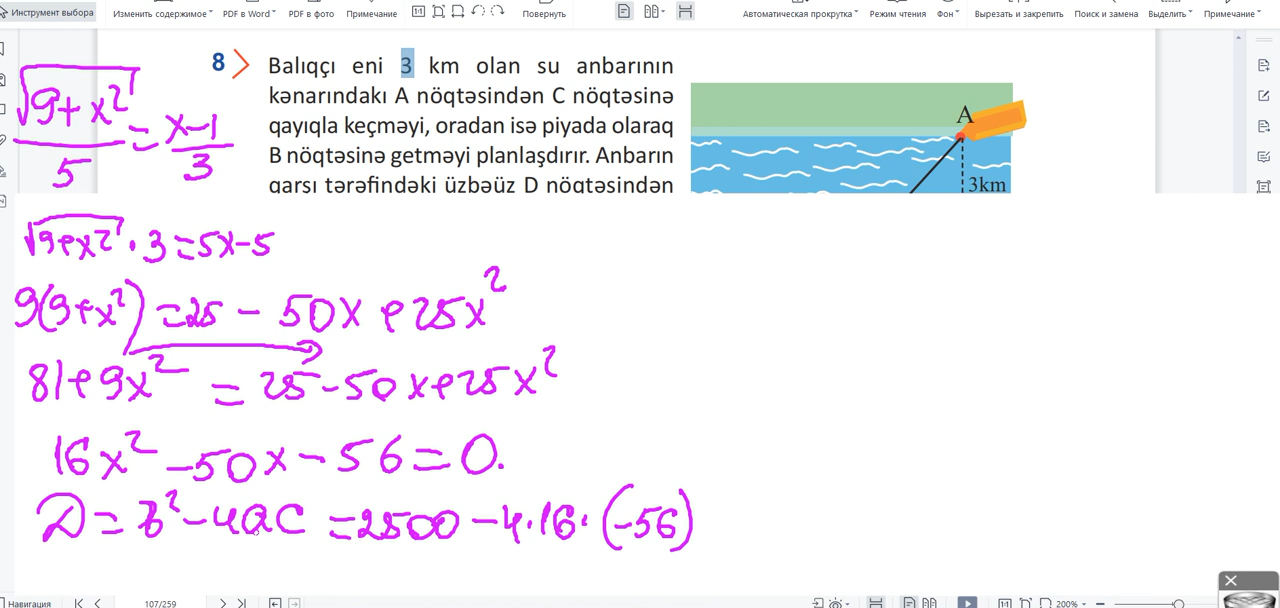 Инструмент выбора
Изменить содержимое PDF в Word PDF в фото Примечание Повернуть Автоматическая прокрутка Режим чтения Фон Вырезать и закрепить Поиск и замена Выделить Примечание
8 Balıqçı eni 3 km olan su anbarının
kənarındakı A nöqtəsindən C nöqtəsinə
qayıqla keçməyi, oradan isə piyada olaraq
B nöqtəsinə getməyi planlaşdırır. Anbarın
qarşı tərəfindəki üzbəüz D nöqtəsindən
A
3km
√(9+x²)/5 = (x-1)/3
√(9+x²) · 3 = 5x-5
9(9+x²) = 25 - 50x + 25x²
81+9x² = 25-50x+25x²
16x² - 50x - 56 = 0.
D = b² - 4ac = 2500 - 4·16·(-56)
Навигация 107/259 200%